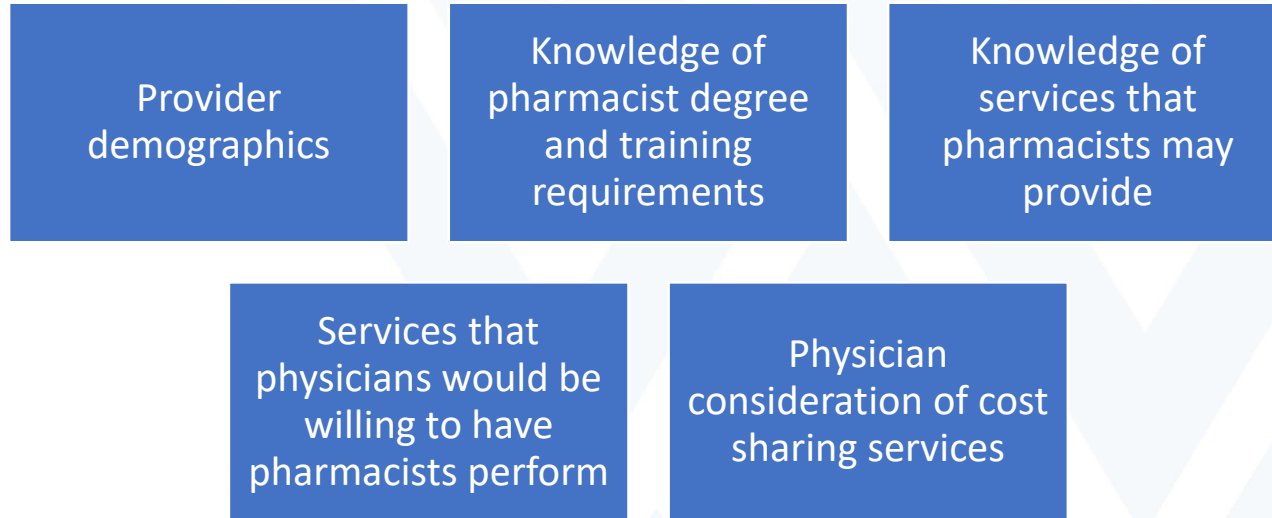 Provider
demographics
Knowledge of
pharmacist degree
and training
requirements
Knowledge of
services that
pharmacists may
provide
Services that
physicians would be
willing to have
pharmacists perform
Physician
consideration of cost
sharing services